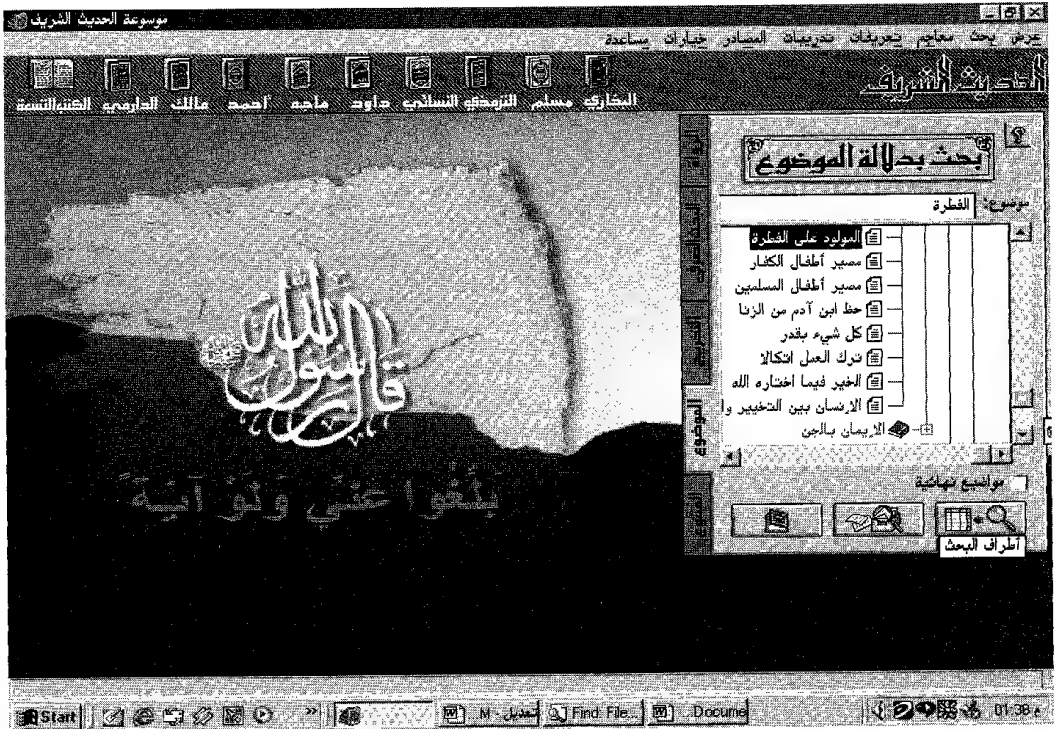 موسوعة الحديث الشريف
عرض بحث معاجم تعريفات تدريبات المصادر خيارات مساعدة
الحديث الشريف
البخاري مسلم الترمذي النسائي داود ماجه أحمد مالك الدارمي الكتب التسعة
بحث بدلالة الموضوع
موضوع: الفطرة
المولود على الفطرة
مصير أطفال الكفار
مصير أطفال المسلمين
حظ ابن آدم من الزنا
كل شيء بقدر
ترك العمل اتكالا
الخير فيما اختاره الله
الإنسان بين التخيير وا
الإيمان بالجن
الموضوع
مواضيع نهائية
أطراف البحث
قال رسول الله
بلغوا عني ولو آية
Start
تعديل - M
Find: File...
Docume
01:38 م